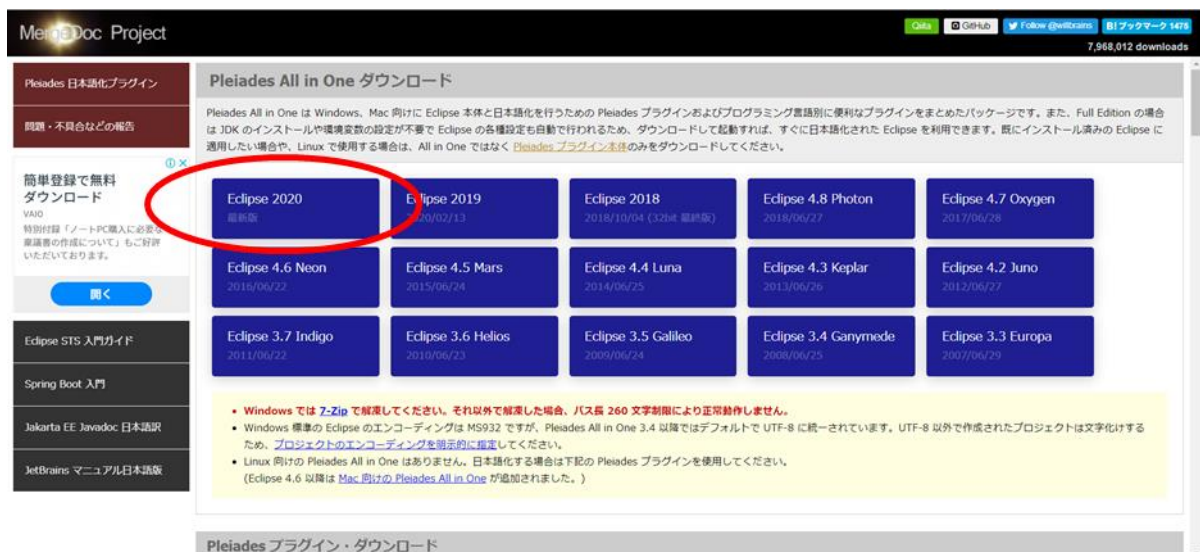 MergeDoc Project
Qiita
GitHub
Follow @willbrains
B! ブックマーク 1475
7,968,012 downloads
Pleiades 日本語化プラグイン
問題・不具合などの報告
簡単登録で無料
ダウンロード
VAIO
特別付録「ノートPC購入に必要な
稟議書の作成について」もご好評
いただいております。
開く
Eclipse STS 入門ガイド
Spring Boot 入門
Jakarta EE Javadoc 日本語訳
JetBrains マニュアル日本語版
Pleiades All in One ダウンロード
Pleiades All in One は Windows、Mac 向けに Eclipse 本体と日本語化を行うための Pleiades プラグインおよびプログラミング言語別に便利なプラグインをまとめたパッケージです。また、Full Edition の場合
は JDK のインストールや環境変数の設定が不要で Eclipse の各種設定も自動で行われるため、ダウンロードして起動すれば、すぐに日本語化された Eclipse を利用できます。既にインストール済みの Eclipse に
適用したい場合や、Linux で使用する場合は、All in One ではなく Pleiades プラグイン本体のみをダウンロードしてください。
Eclipse 2020
最新版
Eclipse 2019
2020/02/13
Eclipse 2018
2018/10/04 (32bit 最終版)
Eclipse 4.8 Photon
2018/06/27
Eclipse 4.7 Oxygen
2017/06/28
Eclipse 4.6 Neon
2016/06/22
Eclipse 4.5 Mars
2015/06/24
Eclipse 4.4 Luna
2014/06/25
Eclipse 4.3 Keplar
2013/06/26
Eclipse 4.2 Juno
2012/06/27
Eclipse 3.7 Indigo
2011/06/22
Eclipse 3.6 Helios
2010/06/23
Eclipse 3.5 Galileo
2009/06/24
Eclipse 3.4 Ganymede
2008/06/25
Eclipse 3.3 Europa
2007/06/29
• Windows では 7-Zip で解凍してください。それ以外で解凍した場合、パス長 260 文字制限により正常動作しません。
• Windows 標準の Eclipse のエンコーディングは MS932 ですが、Pleiades All in One 3.4 以降ではデフォルトで UTF-8 に統一されています。UTF-8 以外で作成されたプロジェクトは文字化けする
ため、プロジェクトのエンコーディングを明示的に指定してください。
• Linux 向けの Pleiades All in One はありません。日本語化する場合は下記の Pleiades プラグインを使用してください。
(Eclipse 4.6 以降は Mac 向けの Pleiades All in One が追加されました。)
Pleiades プラグイン・ダウンロード